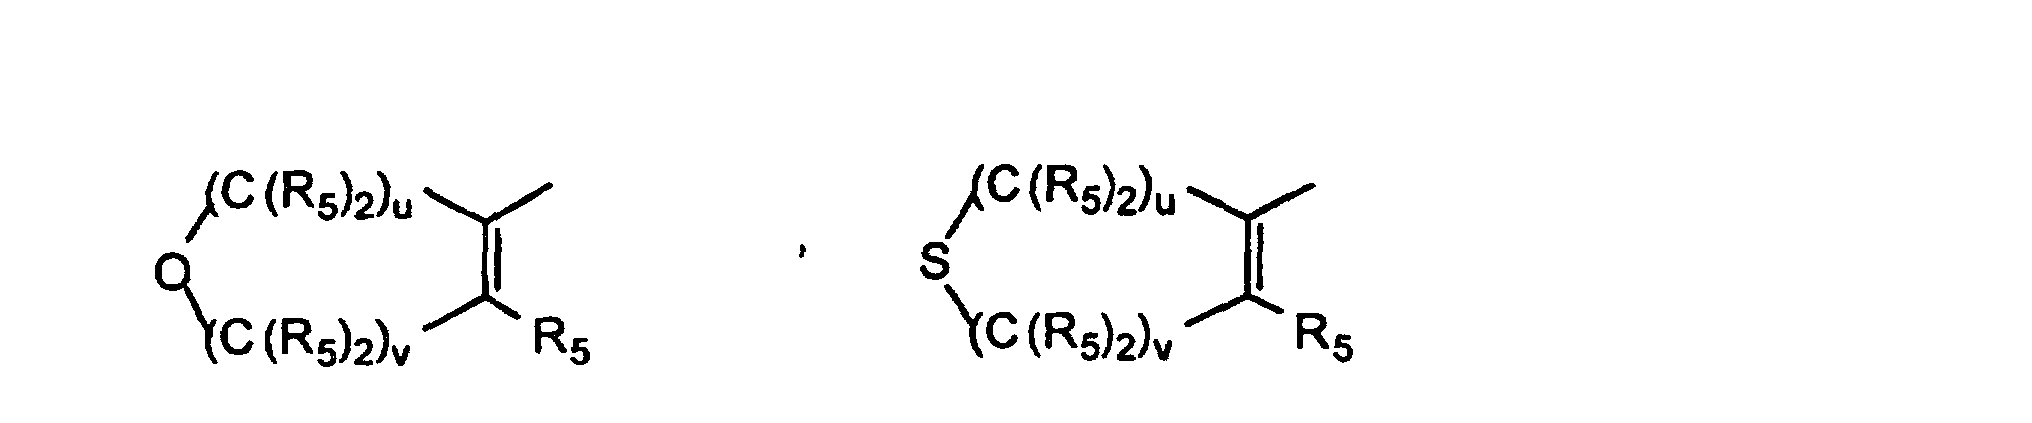 (C(R5)2)u (C(R5)2)u
O , S
(C(R5)2)v R5 (C(R5)2)v R5